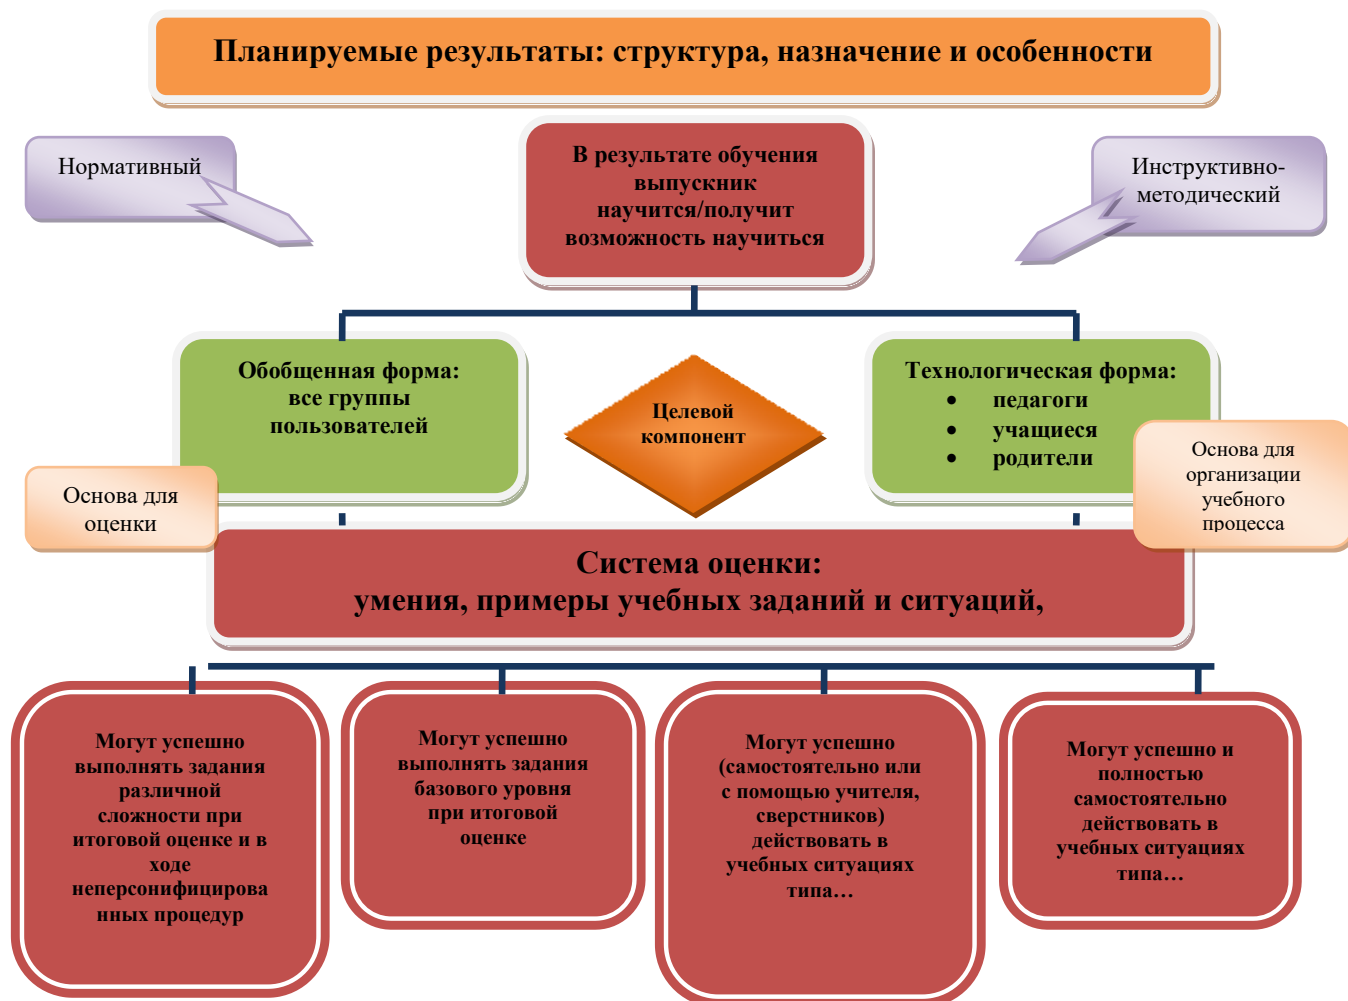 Планируемые результаты: структура, назначение и особенности
Нормативный
В результате обучения
выпускник
научится/получит
возможность научиться
Инструктивно-
методический
Обобщенная форма:
все группы
пользователей
Целевой
компонент
Технологическая форма:
• педагоги
• учащиеся
• родители
Основа для
оценки
Основа для
организации
учебного
процесса
Система оценки:
умения, примеры учебных заданий и ситуаций,
Могут успешно
выполнять задания
различной
сложности при
итоговой оценке и в
ходе
неперсонифицирова
нных процедур
Могут успешно
выполнять задания
базового уровня
при итоговой
оценке
Могут успешно
(самостоятельно или
с помощью учителя,
сверстников)
действовать в
учебных ситуациях
типа…
Могут успешно и
полностью
самостоятельно
действовать в
учебных ситуациях
типа…